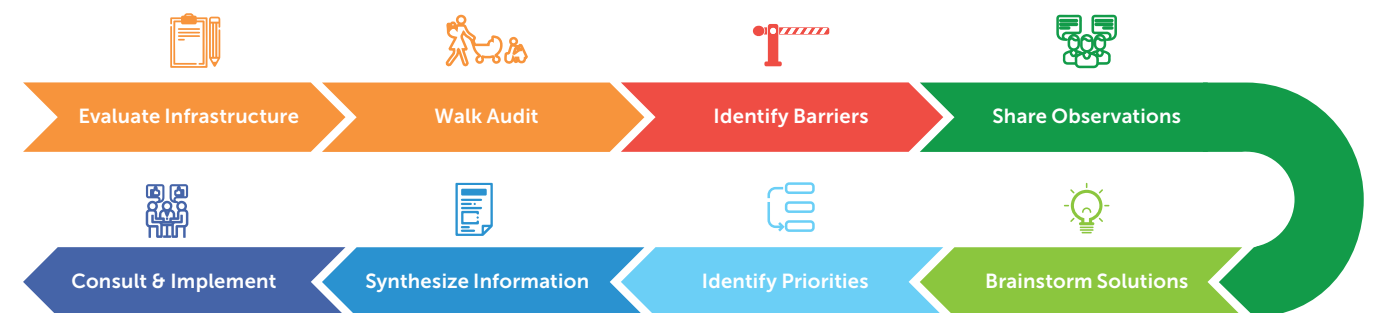 Evaluate Infrastructure
Walk Audit
Identify Barriers
Share Observations
Brainstorm Solutions
Identify Priorities
Synthesize Information
Consult & Implement